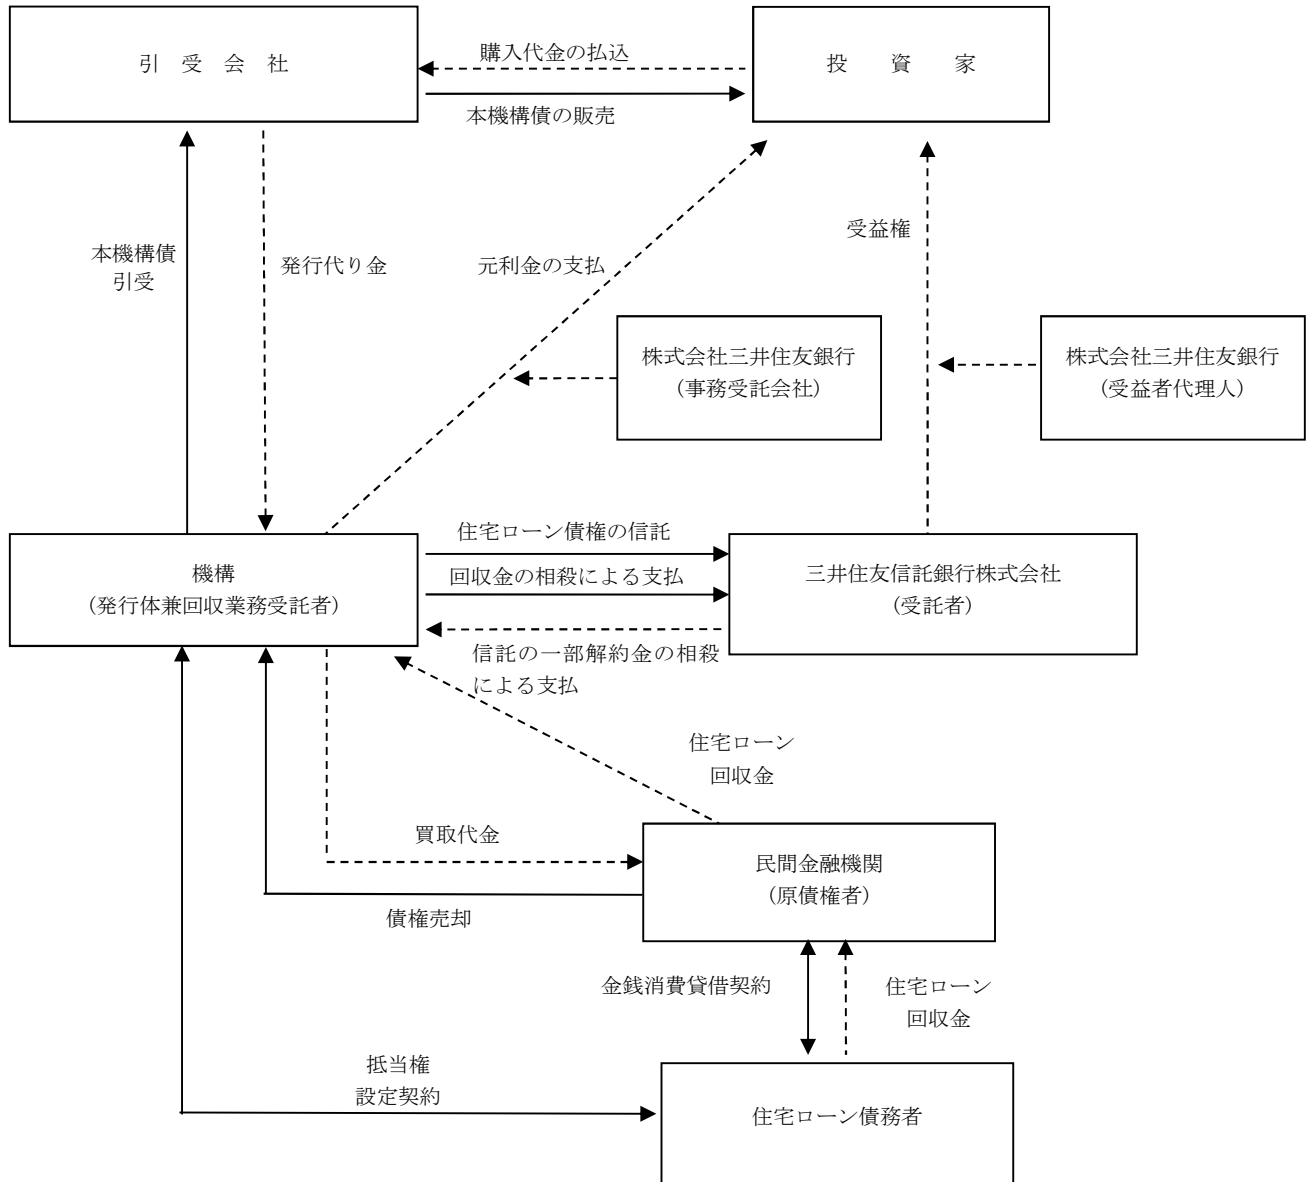 引 受 会 社
購入代金の払込
投 資 家
本機構債の販売
本機構債
引受
発行代り金
元利金の支払
受益権
株式会社三井住友銀行
（事務受託会社）
株式会社三井住友銀行
（受益者代理人）
機構
（発行体兼回収業務受託者）
住宅ローン債権の信託
回収金の相殺による支払
三井住友信託銀行株式会社
（受託者）
信託の一部解約金の相殺
による支払
住宅ローン
回収金
買取代金
民間金融機関
（原債権者）
債権売却
金銭消費貸借契約
住宅ローン
回収金
抵当権
設定契約
住宅ローン債務者